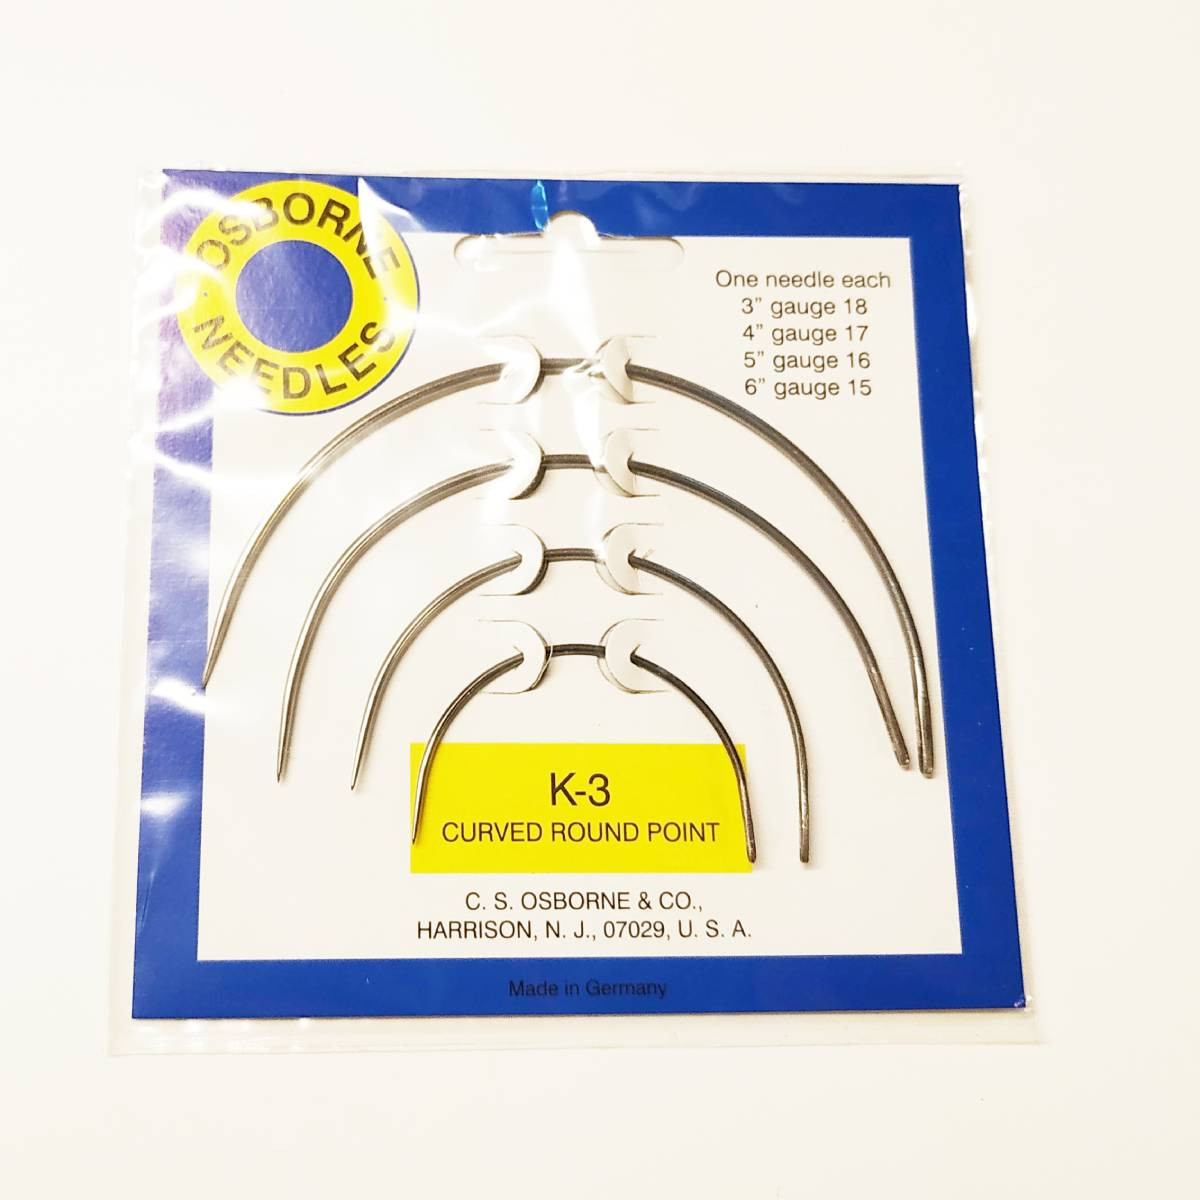 OSBORNE
NEEDLES
One needle each
3” gauge 18
4” gauge 17
5” gauge 16
6” gauge 15
K-3
CURVED ROUND POINT
C. S. OSBORNE & CO.,
HARRISON, N. J., 07029, U. S. A.
Made in Germany